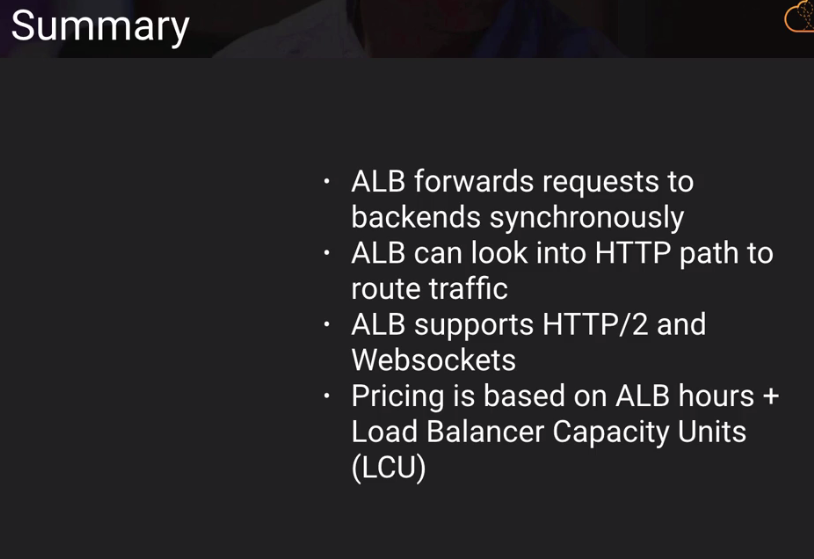 Summary
· ALB forwards requests to
backends synchronously
· ALB can look into HTTP path to
route traffic
· ALB supports HTTP/2 and
Websockets
· Pricing is based on ALB hours +
Load Balancer Capacity Units
(LCU)